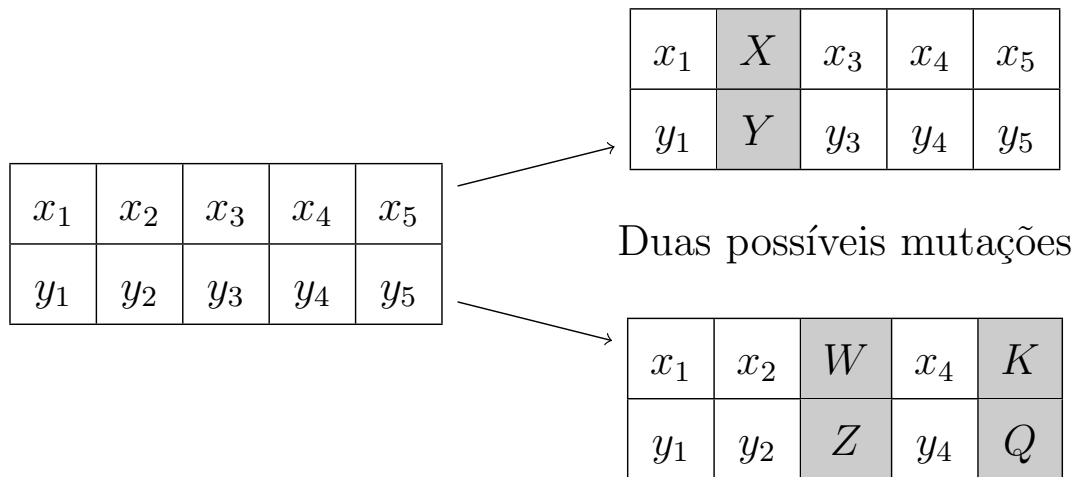 x₁ x₂ x₃ x₄ x₅
y₁ y₂ y₃ y₄ y₅
x₁ X x₃ x₄ x₅
y₁ Y y₃ y₄ y₅
Duas possíveis mutações
x₁ x₂ W x₄ K
y₁ y₂ Z y₄ Q